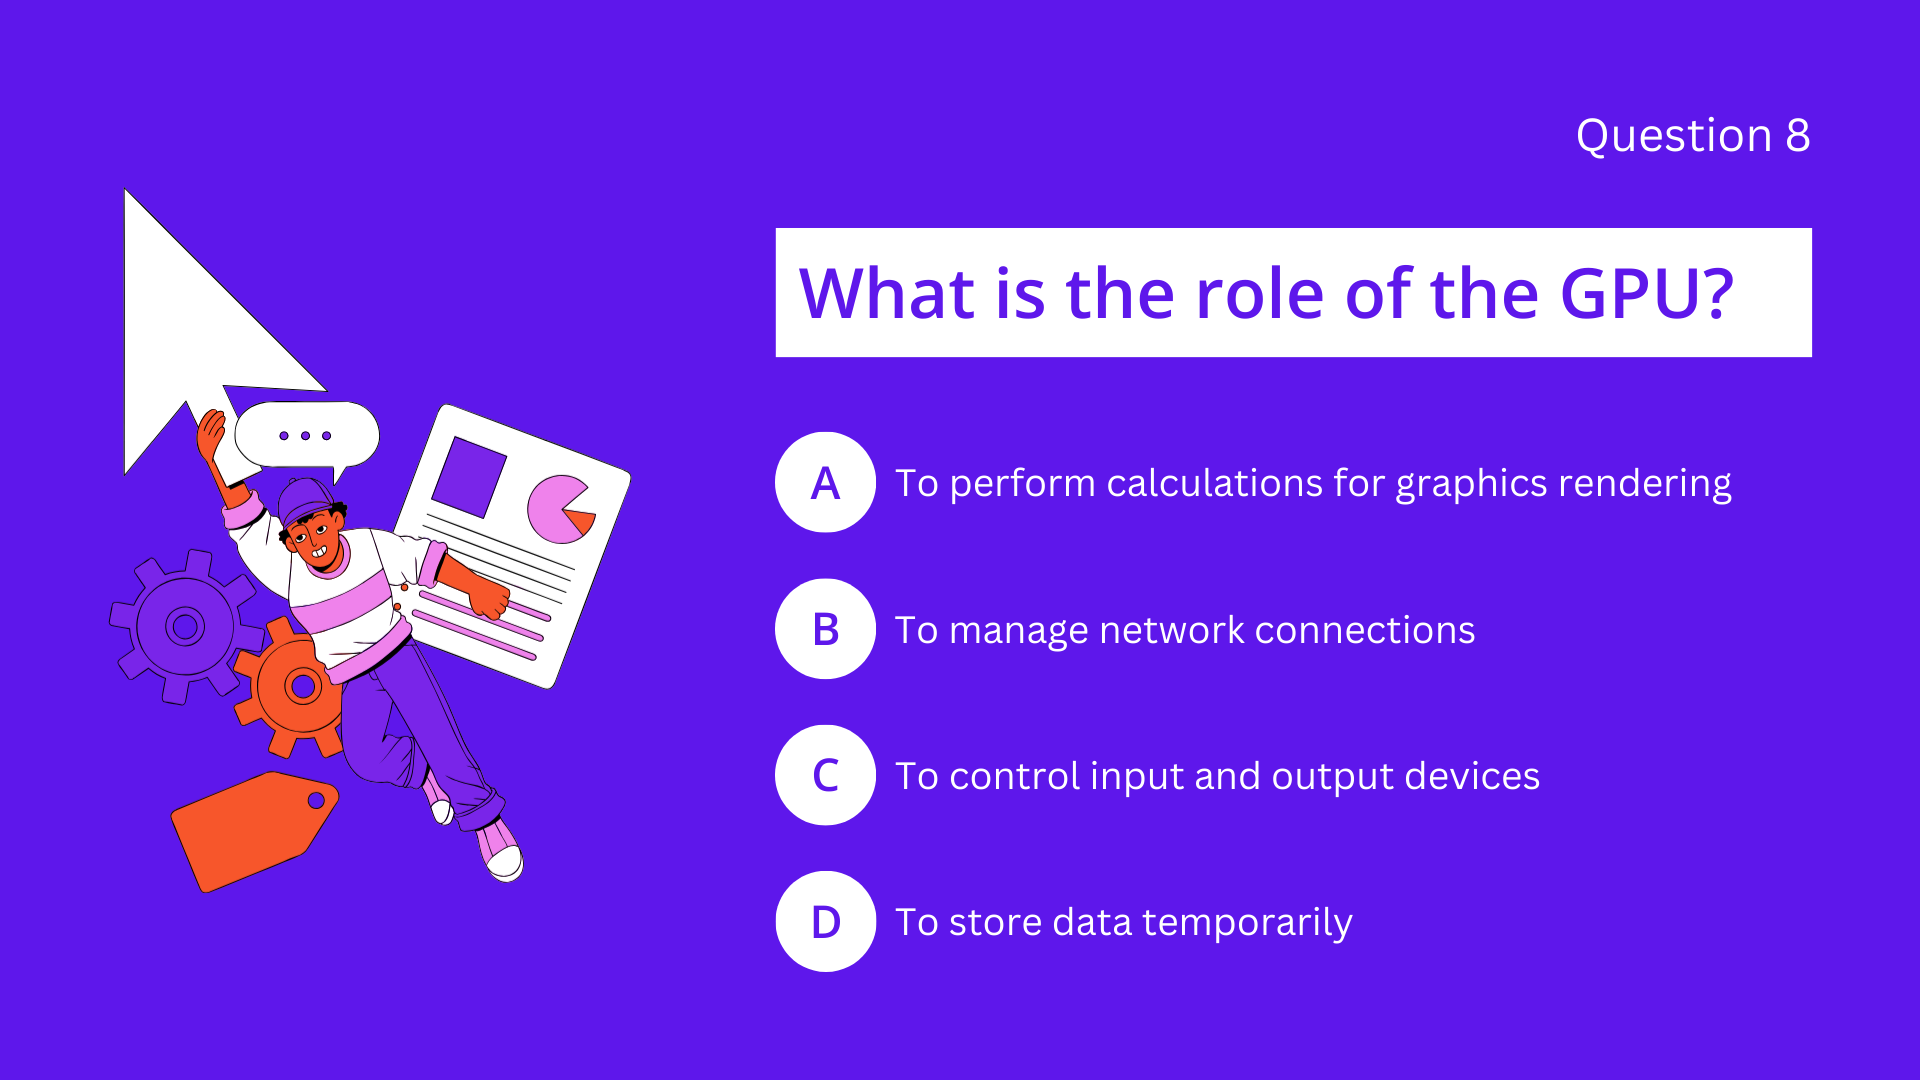 Question 8
What is the role of the GPU?
A To perform calculations for graphics rendering
B To manage network connections
C To control input and output devices
D To store data temporarily